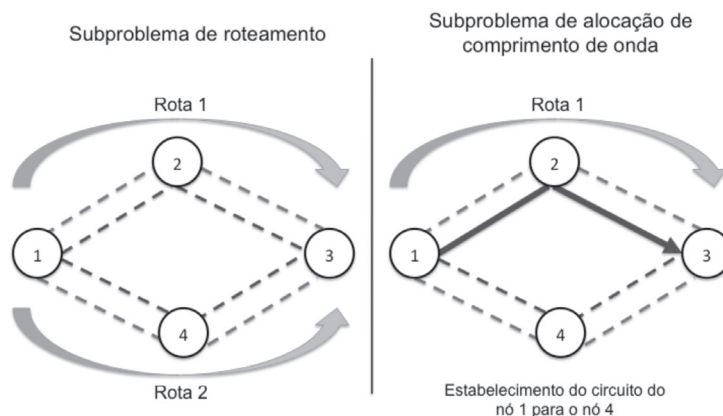 Subproblema de roteamento
Rota 1
2
1
3
4
Rota 2
Subproblema de alocação de
comprimento de onda
Rota 1
2
1
3
4
Estabelecimento do circuito do
nó 1 para o nó 4